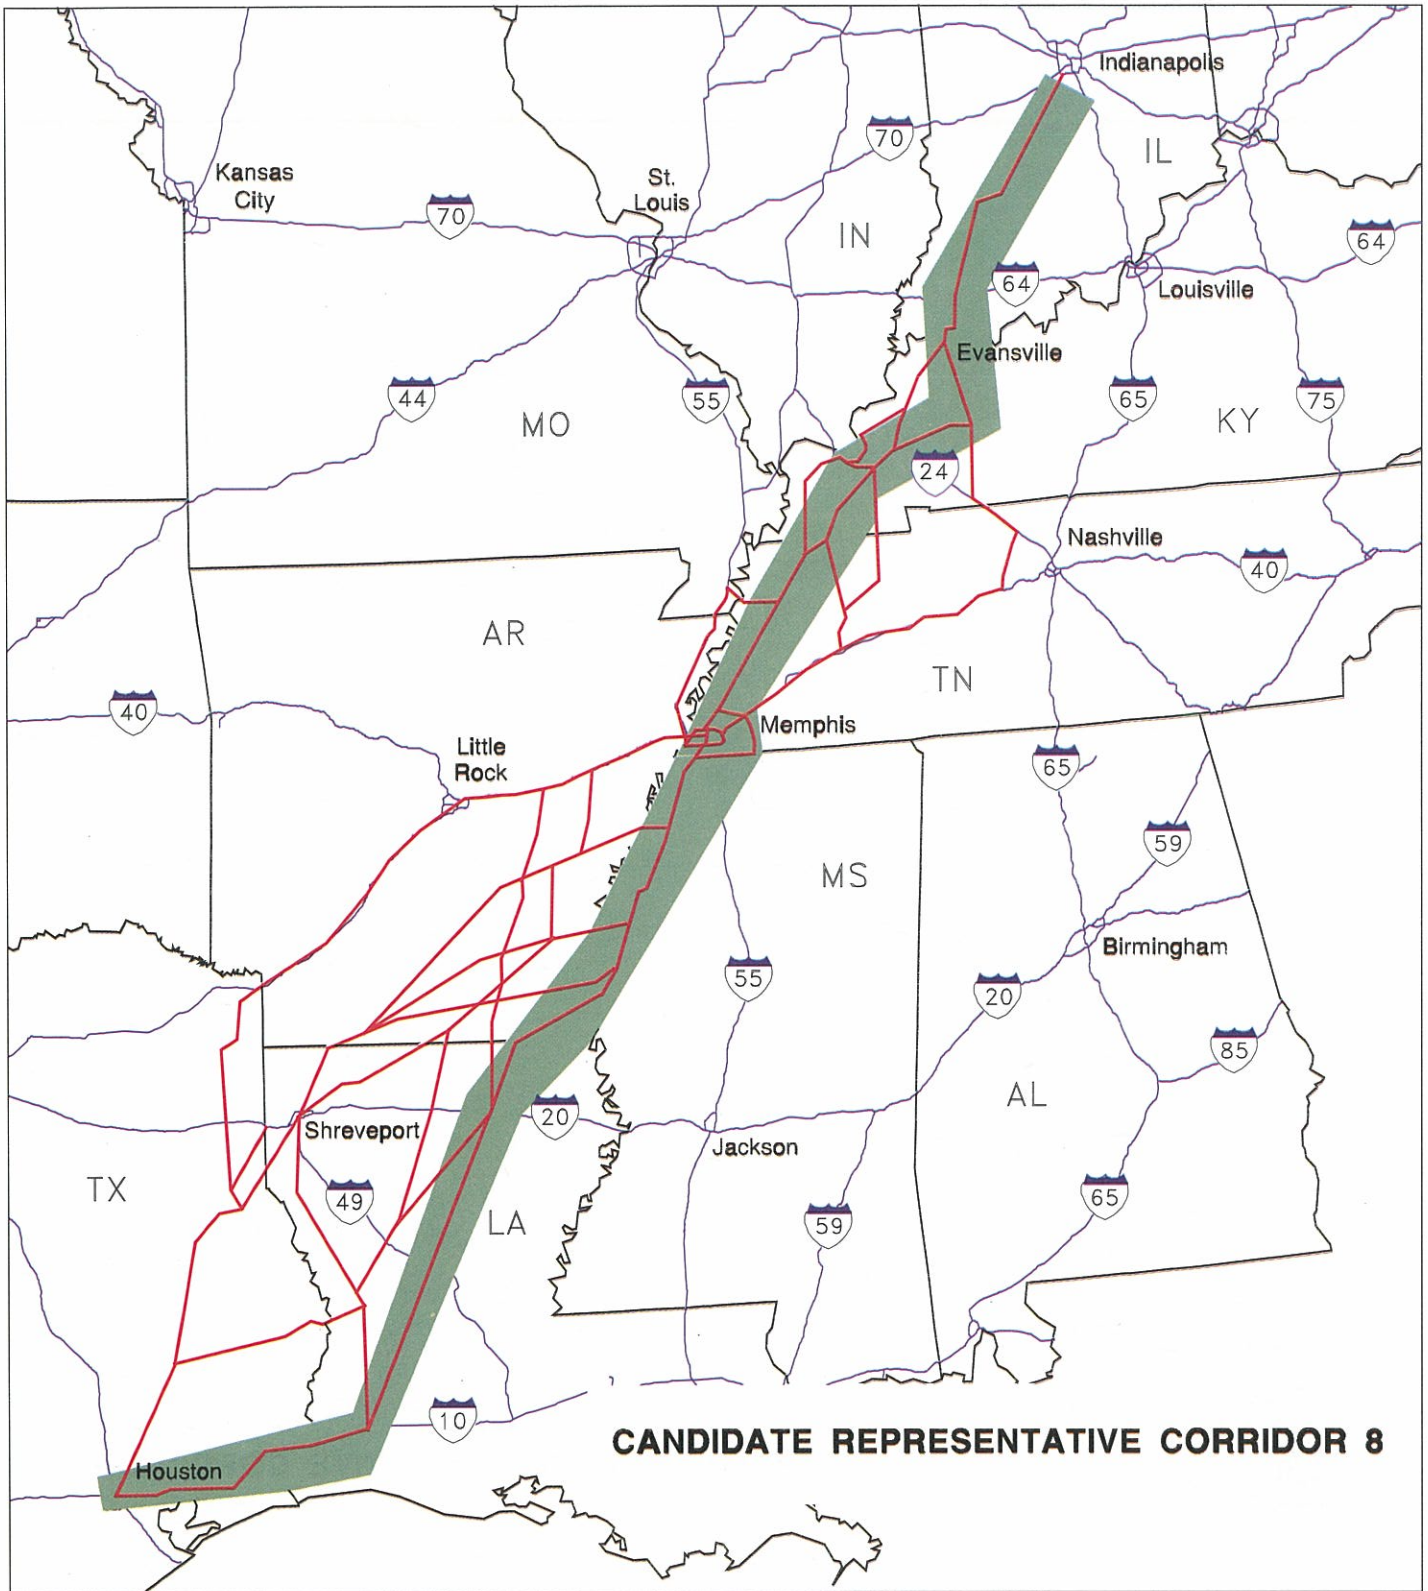 Indianapolis
70
IL
Kansas
City
St.
Louis
70
IN
64
64
Louisville
Evansville
44
55
65
75
MO
KY
24
Nashville
40
AR
TN
40
Memphis
Little
Rock
65
59
MS
Birmingham
55
20
85
AL
20
Shreveport
Jackson
TX
49
65
LA
59
10
CANDIDATE REPRESENTATIVE CORRIDOR 8
Houston